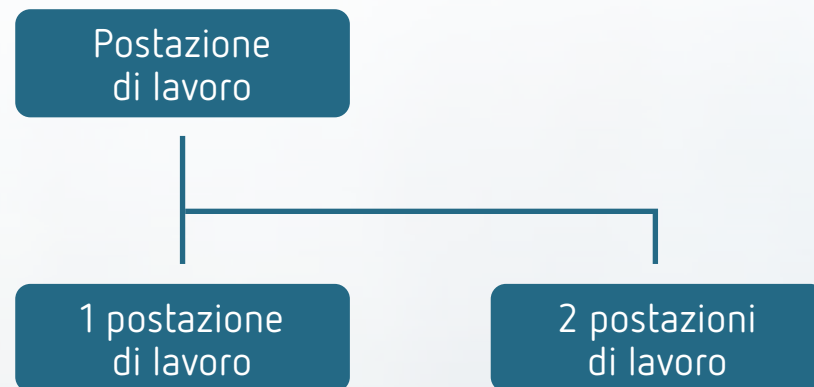 Postazione
di lavoro
1 postazione
di lavoro
2 postazioni
di lavoro